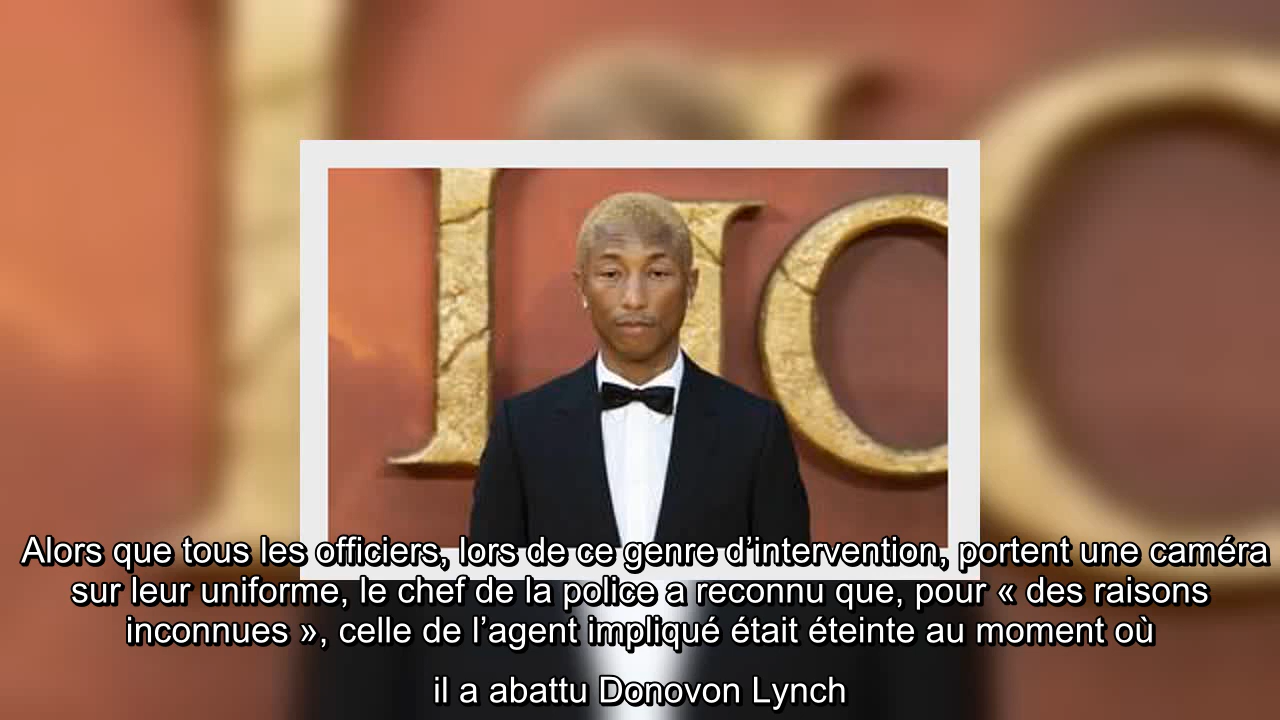 Alors que tous les officiers, lors de ce genre d’intervention, portent une caméra
sur leur uniforme, le chef de la police a reconnu que, pour « des raisons
inconnues », celle de l’agent impliqué était éteinte au moment où
il a abattu Donovon Lynch